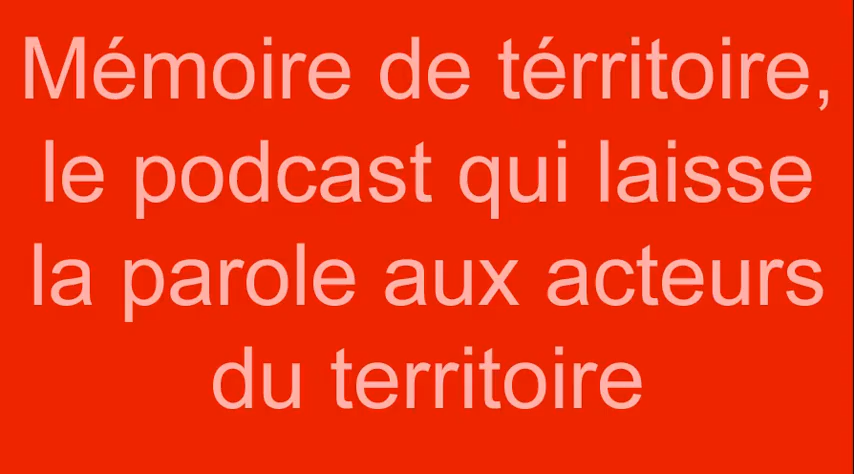 Mémoire de térritoire,
le podcast qui laisse
la parole aux acteurs
du territoire